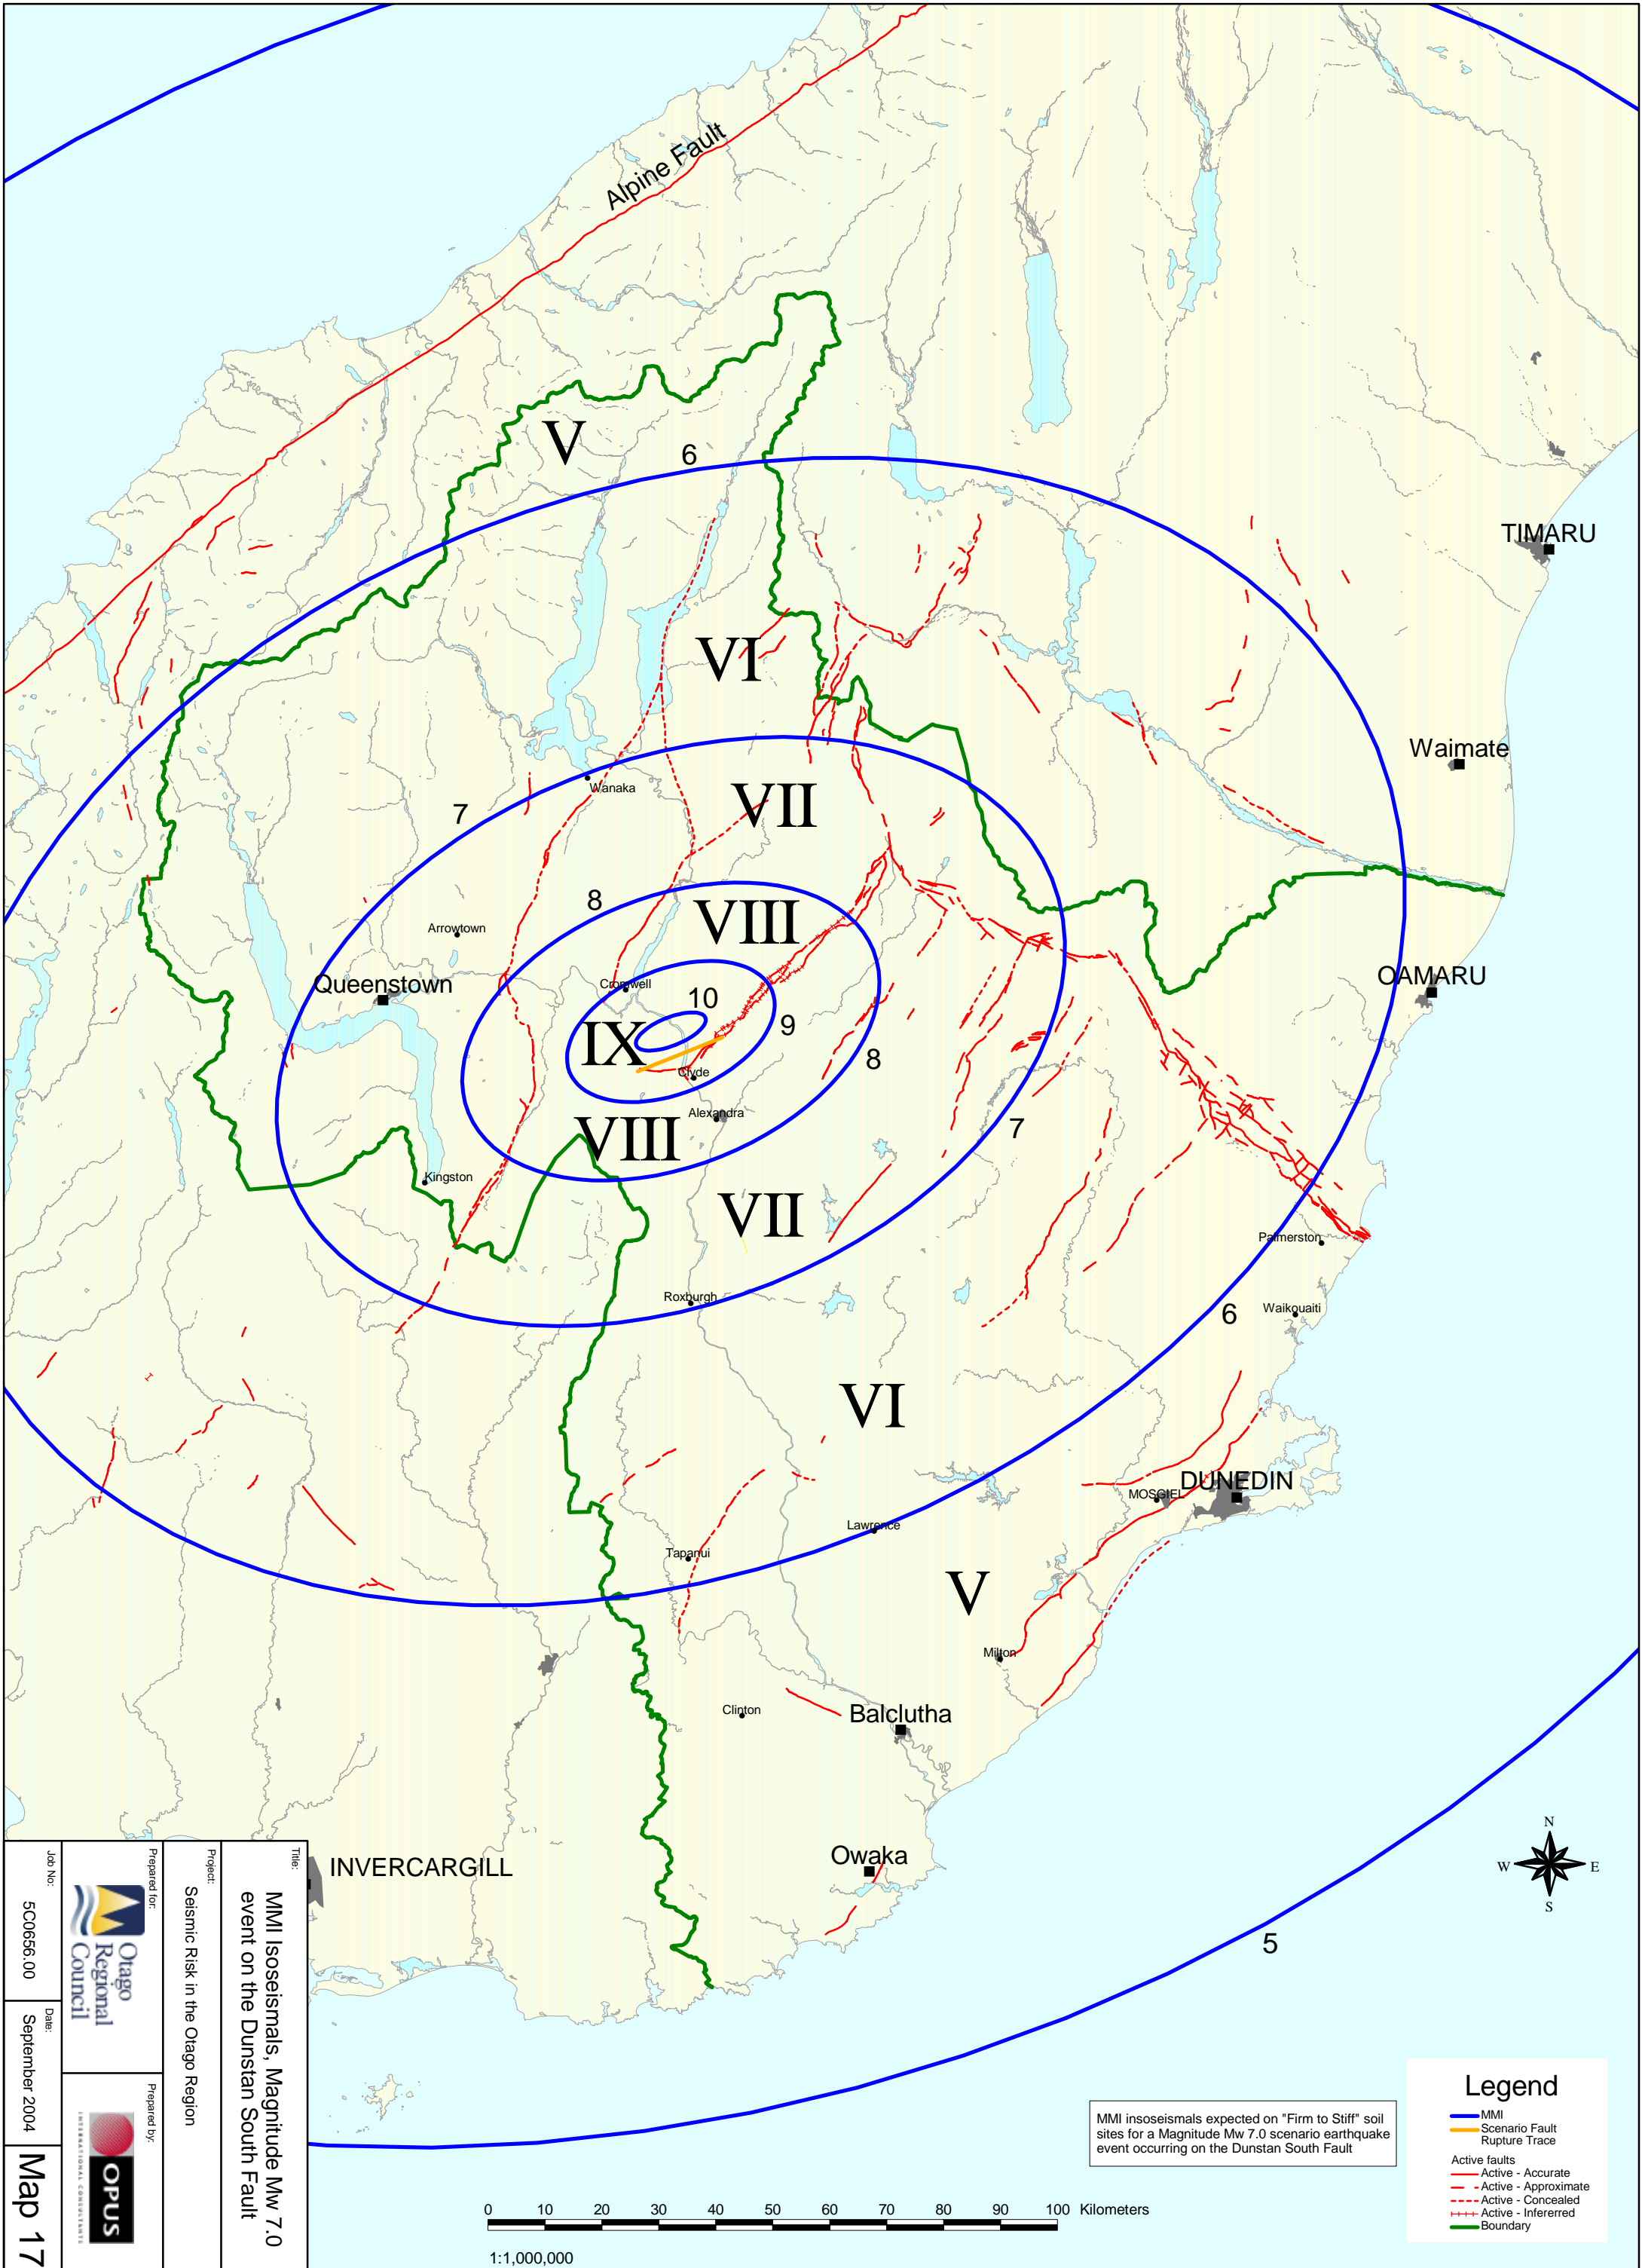 Alpine Fault
V
6
TIMARU
VI
Waimate
Wanaka
7
VII
8
VIII
Arrowtown
Queenstown
OAMARU
Cromwell
10
9
IX
8
Clyde
Alexandra
7
VIII
Kingston
VII
Palmerston
Roxburgh
6
Waikouaiti
VI
DUNEDIN
MOSGIEL
Lawrence
Tapanui
V
Milton
Clinton
Balclutha
Owaka
INVERCARGILL
N
W
E
S
5
Title:
MMI Isoseismals, Magnitude Mw 7.0
event on the Dunstan South Fault
Project:
Seismic Risk in the Otago Region
Prepared for:
Otago
Regional
Council
Prepared by:
OPUS
INTERNATIONAL CONSULTANTS
Job No:
5C0656.00
Date:
September 2004
Map 17
MMI insoseismals expected on "Firm to Stiff" soil
sites for a Magnitude Mw 7.0 scenario earthquake
event occurring on the Dunstan South Fault
0 10 20 30 40 50 60 70 80 90 100 Kilometers
1:1,000,000
Legend
MMI
Scenario Fault
Rupture Trace
Active faults
Active - Accurate
Active - Approximate
Active - Concealed
Active - Infererred
Boundary